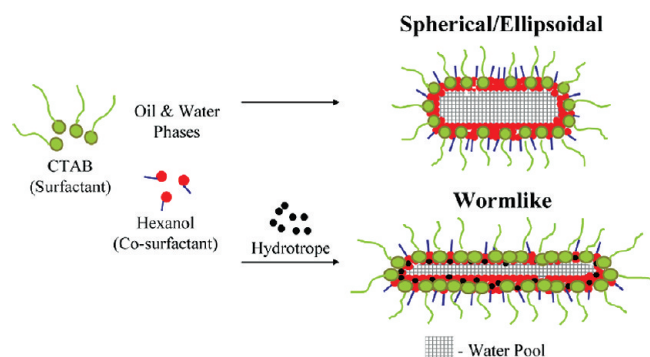 Spherical/Ellipsoidal
Oil & Water
Phases
CTAB
(Surfactant)
Hexanol
(Co-surfactant)
Hydrotrope
Wormlike
- Water Pool